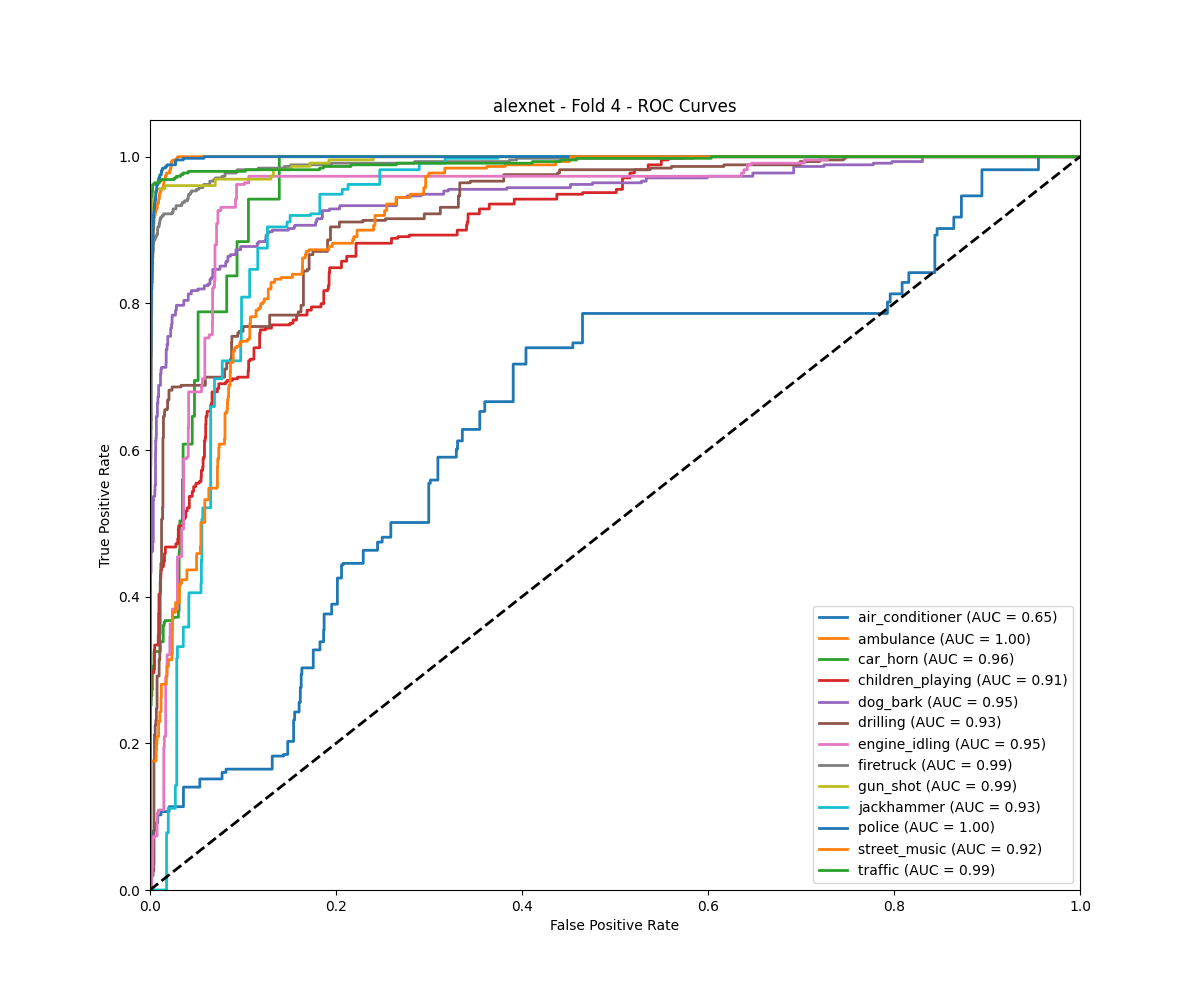 alexnet - Fold 4 - ROC Curves
1.0
0.8
0.6
0.4
0.2
0.0
True Positive Rate
0.0 0.2 0.4 0.6 0.8 1.0
False Positive Rate
air_conditioner (AUC = 0.65)
ambulance (AUC = 1.00)
car_horn (AUC = 0.96)
children_playing (AUC = 0.91)
dog_bark (AUC = 0.95)
drilling (AUC = 0.93)
engine_idling (AUC = 0.95)
firetruck (AUC = 0.99)
gun_shot (AUC = 0.99)
jackhammer (AUC = 0.93)
police (AUC = 1.00)
street_music (AUC = 0.92)
traffic (AUC = 0.99)